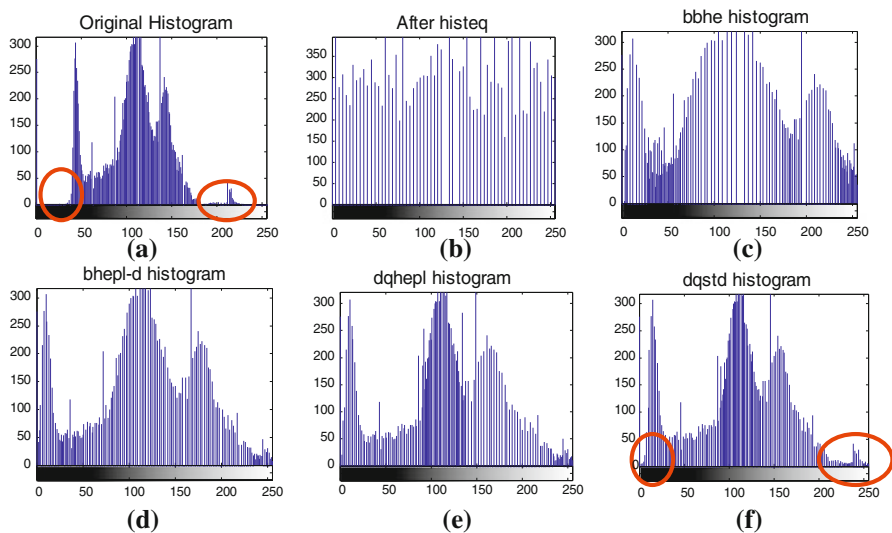 Original Histogram
300
250
200
150
100
50
0
0 50 100 150 200 250
(a)
After histeq
350
300
250
200
150
100
50
0
0 50 100 150 200 250
(b)
bbhe histogram
300
250
200
150
100
50
0
0 50 100 150 200 250
(c)
bhepl-d histogram
300
250
200
150
100
50
0
0 50 100 150 200 250
(d)
dqhepl histogram
300
250
200
150
100
50
0
0 50 100 150 200 250
(e)
dqstd histogram
300
250
200
150
100
50
0
0 50 100 150 200 250
(f)